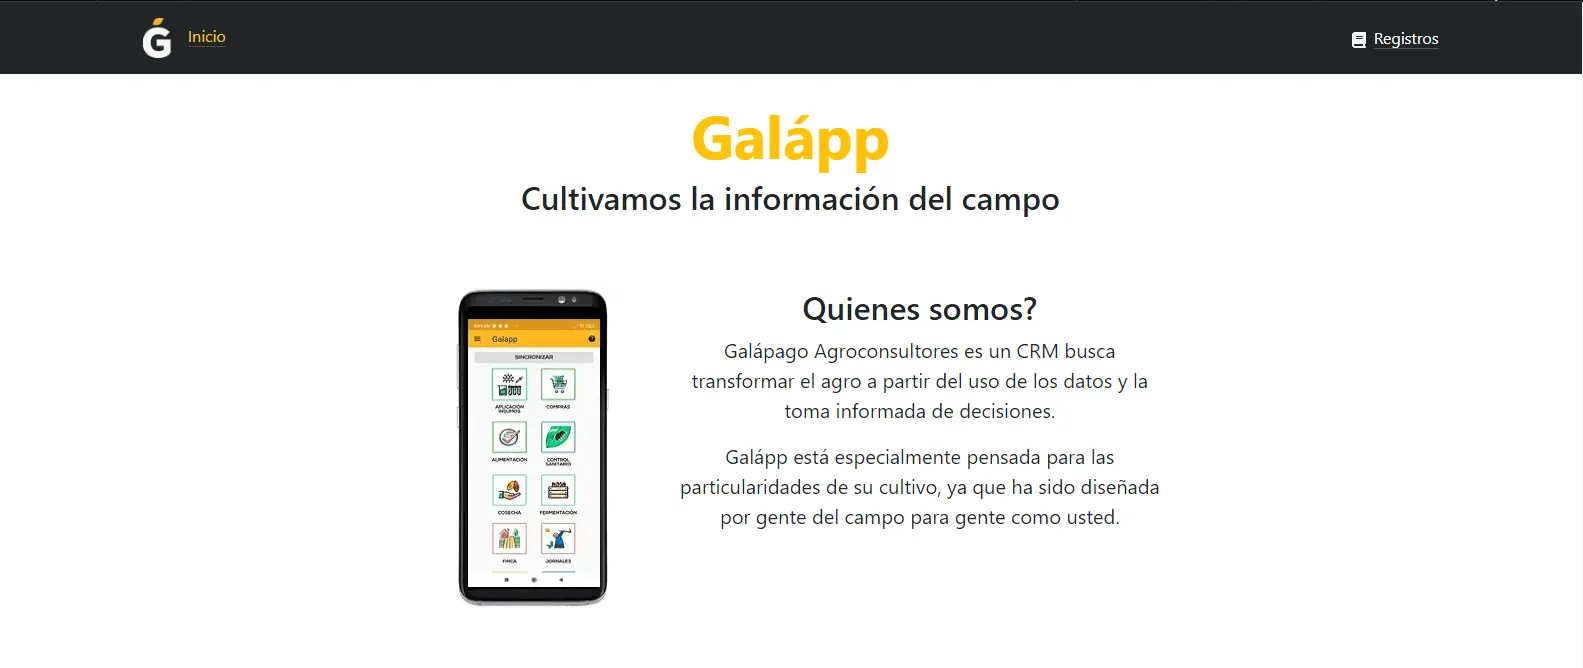 G Inicio
Registros
Galápp
Cultivamos la información del campo
Galapp
SINCRONIZAR
APLICACIÓN INSUMOS
COMPRAS
ALIMENTACIÓN
CONTROL SANITARIO
COSECHA
FERMENTACIÓN
FINCA
JORNALES
Quienes somos?
Galápago Agroconsultores es un CRM busca
transformar el agro a partir del uso de los datos y la
toma informada de decisiones.
Galápp está especialmente pensada para las
particularidades de su cultivo, ya que ha sido diseñada
por gente del campo para gente como usted.